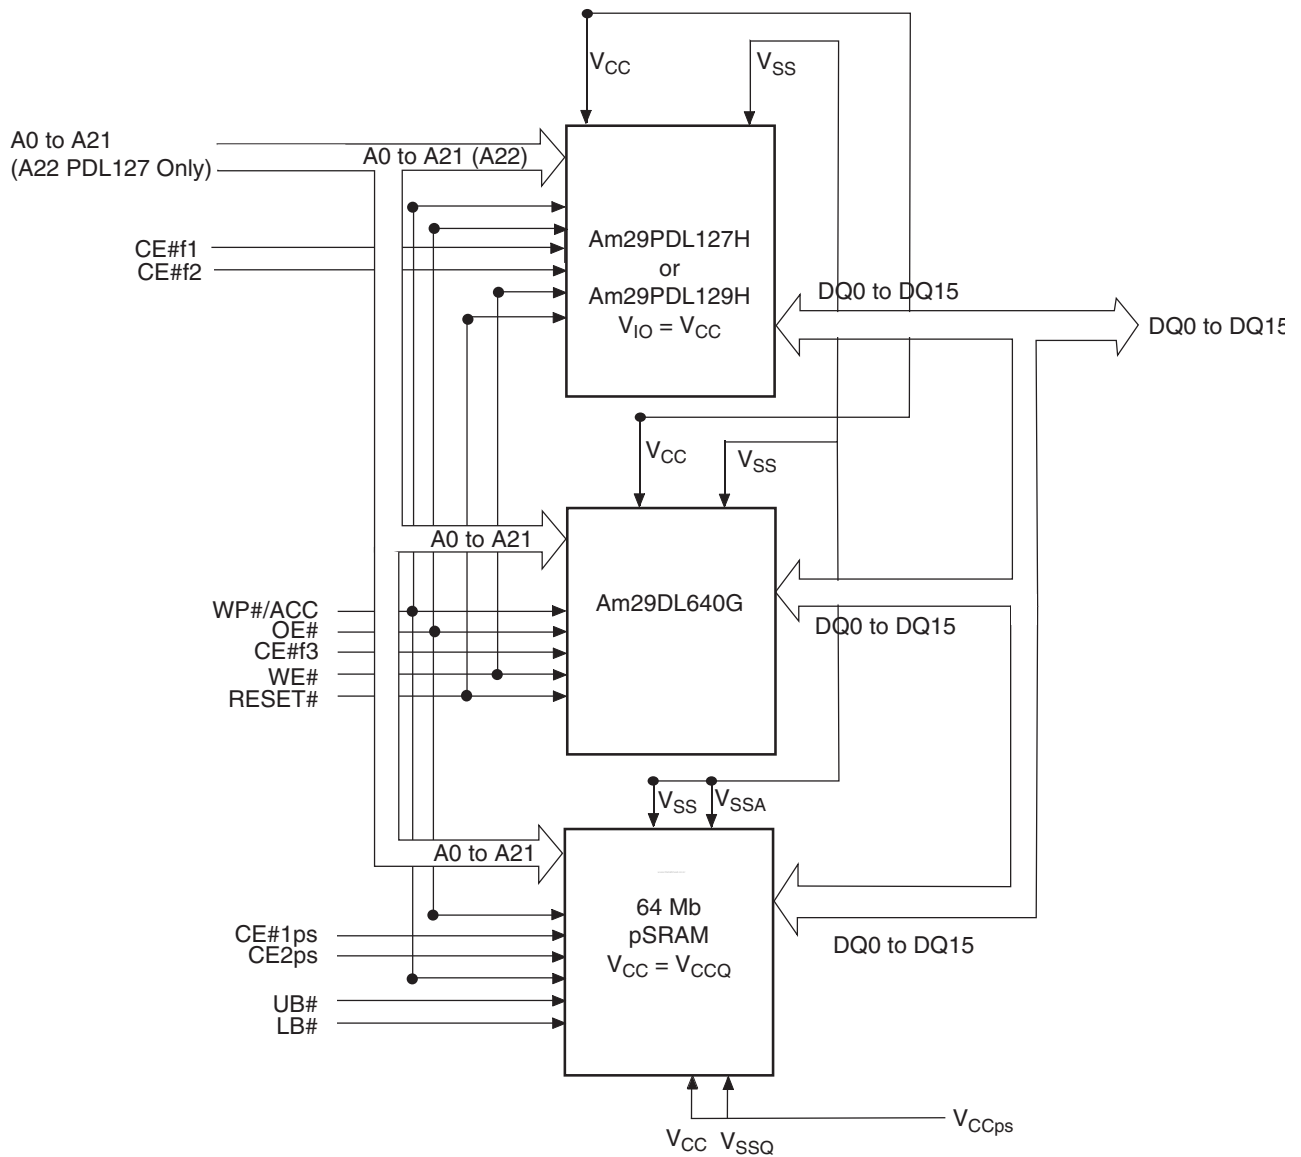 VCC
VSS
A0 to A21
(A22 PDL127 Only)
A0 to A21 (A22)
CE#f1
CE#f2
Am29PDL127H
or
Am29PDL129H
VIO = VCC
DQ0 to DQ15
DQ0 to DQ15
VCC
VSS
A0 to A21
Am29DL640G
DQ0 to DQ15
WP#/ACC
OE#
CE#f3
WE#
RESET#
VSS
VSSA
A0 to A21
64 Mb
pSRAM
VCC = VCCQ
DQ0 to DQ15
CE#1ps
CE2ps
UB#
LB#
VCC
VSSQ
VCCps